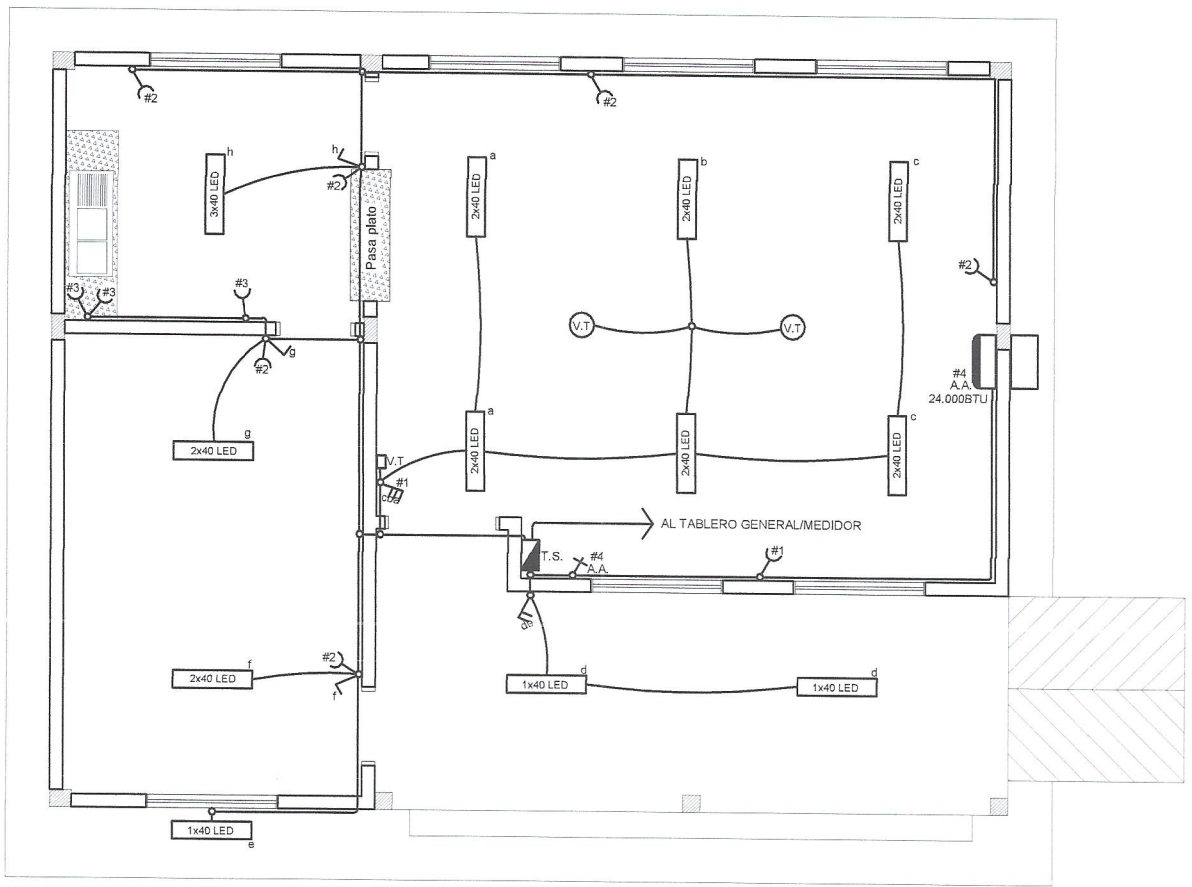 #2
#2
h
3x40 LED
h
#2
Pasa plato
a
2x40 LED
b
2x40 LED
c
2x40 LED
#2
#3
#3
#3
V.T
V.T
g
#2
#4
A.A.
24.000BTU
g
2x40 LED
a
2x40 LED
2x40 LED
c
2x40 LED
V.T
#1
cba
AL TABLERO GENERAL/MEDIDOR
T.S.
#4
A.A.
#1
de
f
2x40 LED
#2
f
d
1x40 LED
d
1x40 LED
1x40 LED
e